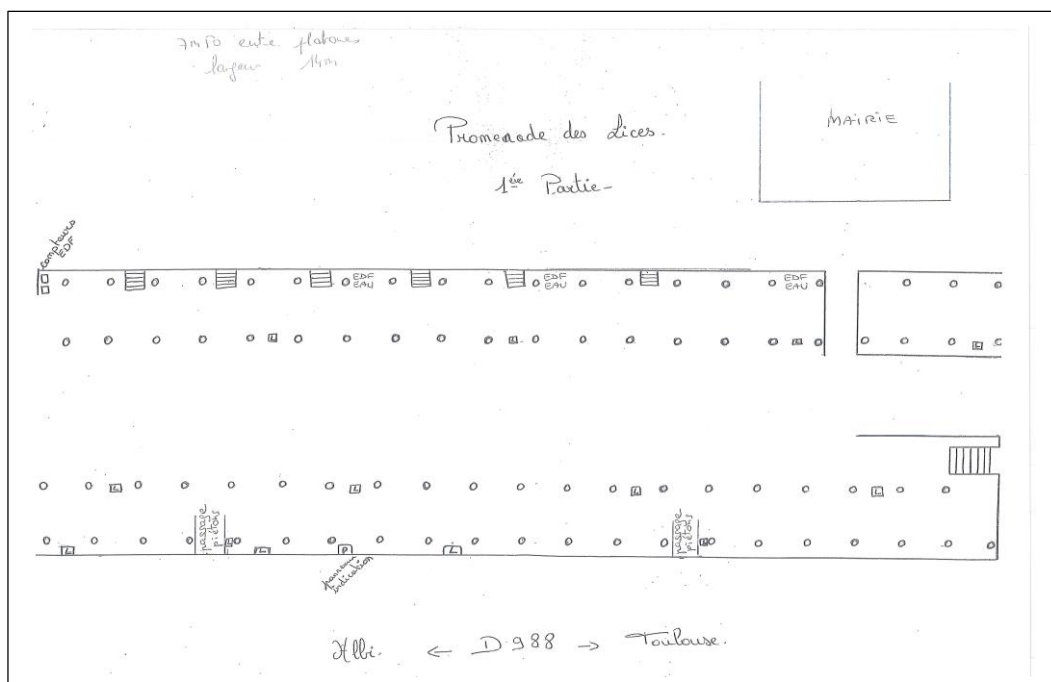 7m50 entre platanes
largeur 14m
Promenade des Lices.
1ère Partie-
MAIRIE
compteurs
EDF
EDF
EAU
EDF
EAU
EDF
EAU
L
L
L
L
L
L
L
L
passage
piétons
passage
piétons
L
L
P
L
panneau
indication
Albi. ← D 988 → Toulouse.